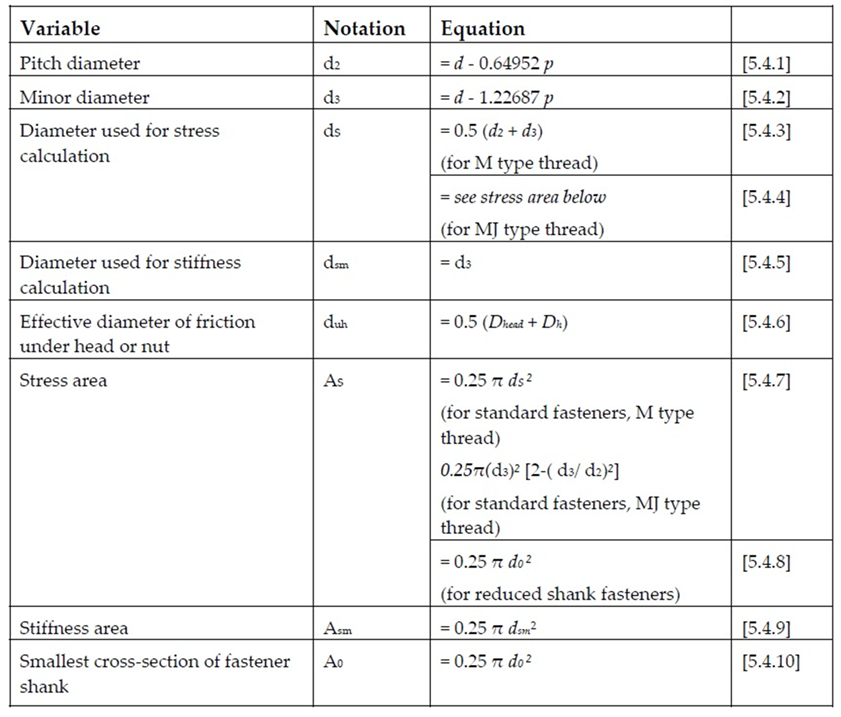 Variable Notation Equation
Pitch diameter d2 = d - 0.64952 p [5.4.1]
Minor diameter d3 = d - 1.22687 p [5.4.2]
Diameter used for stress ds = 0.5 (d2 + d3) [5.4.3]
calculation
(for M type thread)
= see stress area below [5.4.4]
(for MJ type thread)
Diameter used for stiffness dsm = d3 [5.4.5]
calculation
Effective diameter of friction duh = 0.5 (Dhead + Dh) [5.4.6]
under head or nut
Stress area As = 0.25 π ds² [5.4.7]
(for standard fasteners, M type
thread)
0.25π(d3)² [2-( d3/ d2)²]
(for standard fasteners, MJ type
thread)
= 0.25 π d0² [5.4.8]
(for reduced shank fasteners)
Stiffness area Asm = 0.25 π dsm² [5.4.9]
Smallest cross-section of fastener A0 = 0.25 π d0² [5.4.10]
shank